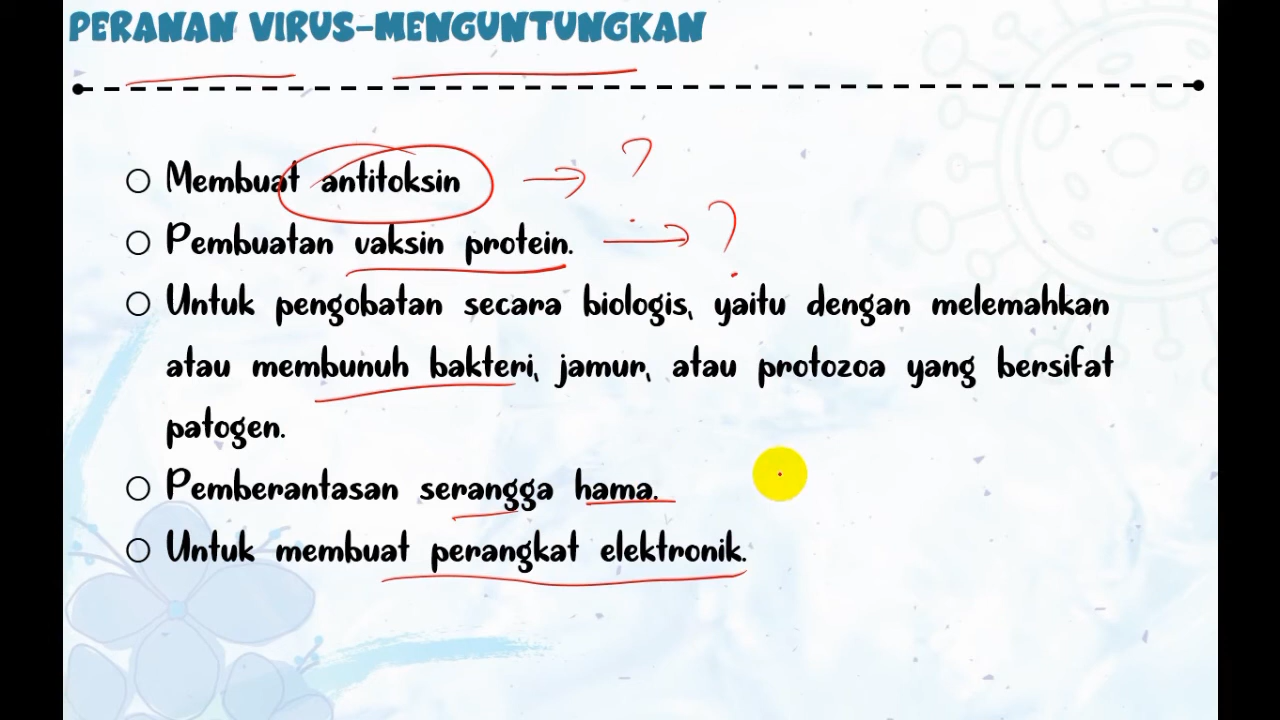 PERANAN VIRUS-MENGUNTUNGKAN
Membuat antitoksin → ?
Pembuatan vaksin protein. → ?
Untuk pengobatan secara biologis, yaitu dengan melemahkan
atau membunuh bakteri, jamur, atau protozoa yang bersifat
patogen.
Pemberantasan serangga hama.
Untuk membuat perangkat elektronik.